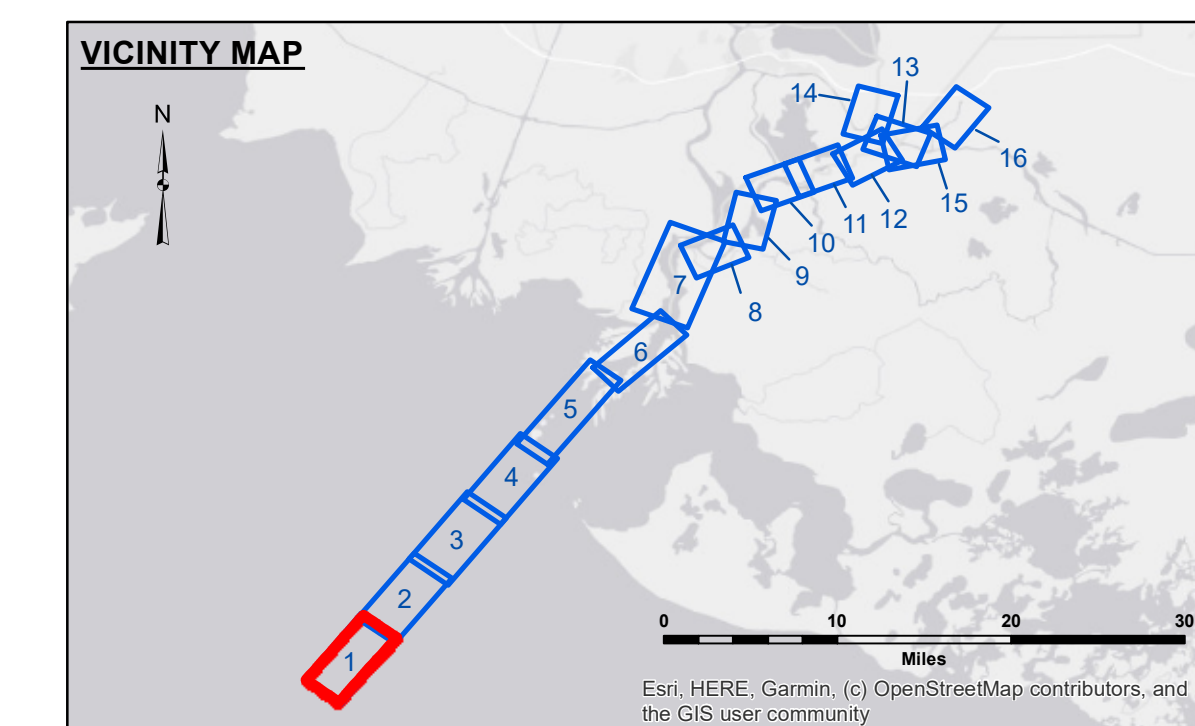 VICINITY MAP
N
13
14
16
15
12
11
10
9
8
7
6
5
4
3
2
1
0 10 20 30
Miles
Esri, HERE, Garmin, (c) OpenStreetMap contributors, and
the GIS user community